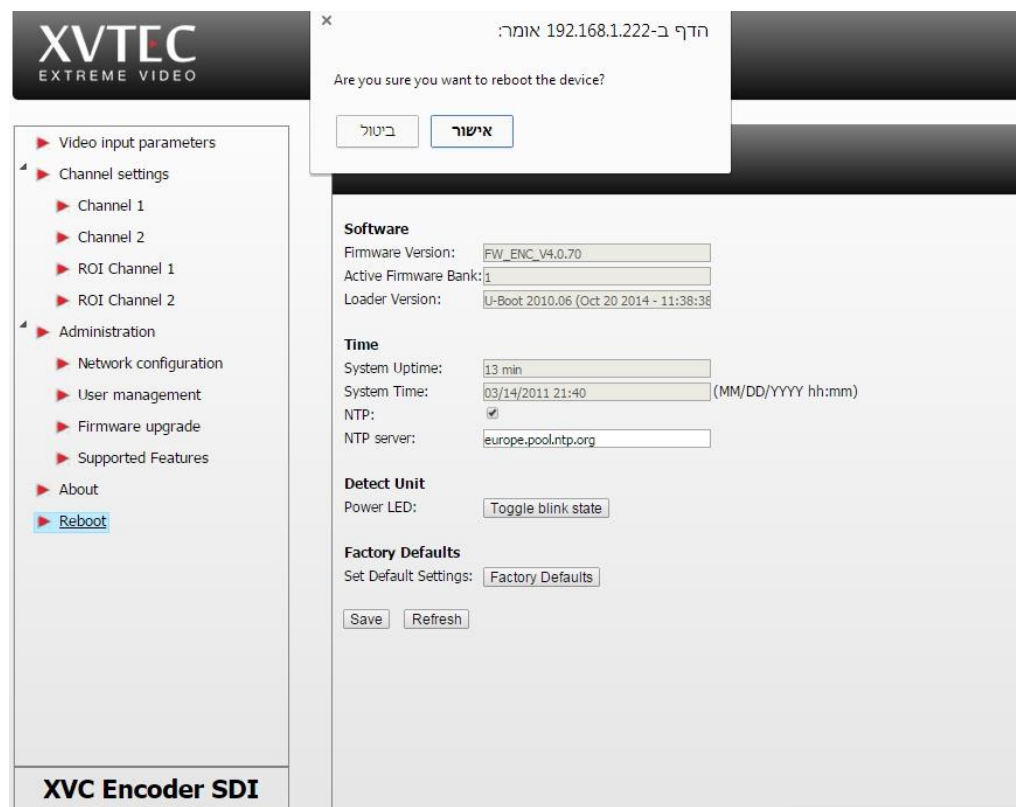 XVTEC
EXTREME VIDEO
הדף ב-192.168.1.222 אומר:
Are you sure you want to reboot the device?
ביטול
אישור
Video input parameters
Channel settings
Channel 1
Channel 2
ROI Channel 1
ROI Channel 2
Administration
Network configuration
User management
Firmware upgrade
Supported Features
About
Reboot
XVC Encoder SDI
Software
Firmware Version: FW_ENC_V4.0.70
Active Firmware Bank: 1
Loader Version: U-Boot 2010.06 (Oct 20 2014 - 11:38:38
Time
System Uptime: 13 min
System Time: 03/14/2011 21:40 (MM/DD/YYYY hh:mm)
NTP:
NTP server: europe.pool.ntp.org
Detect Unit
Power LED: Toggle blink state
Factory Defaults
Set Default Settings: Factory Defaults
Save Refresh